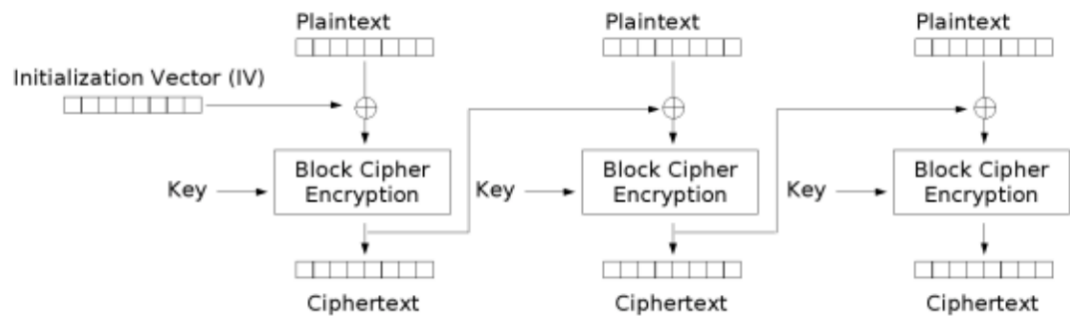 Plaintext
Plaintext
Plaintext
Initialization Vector (IV)
Key
Block Cipher
Encryption
Key
Block Cipher
Encryption
Key
Block Cipher
Encryption
Ciphertext
Ciphertext
Ciphertext